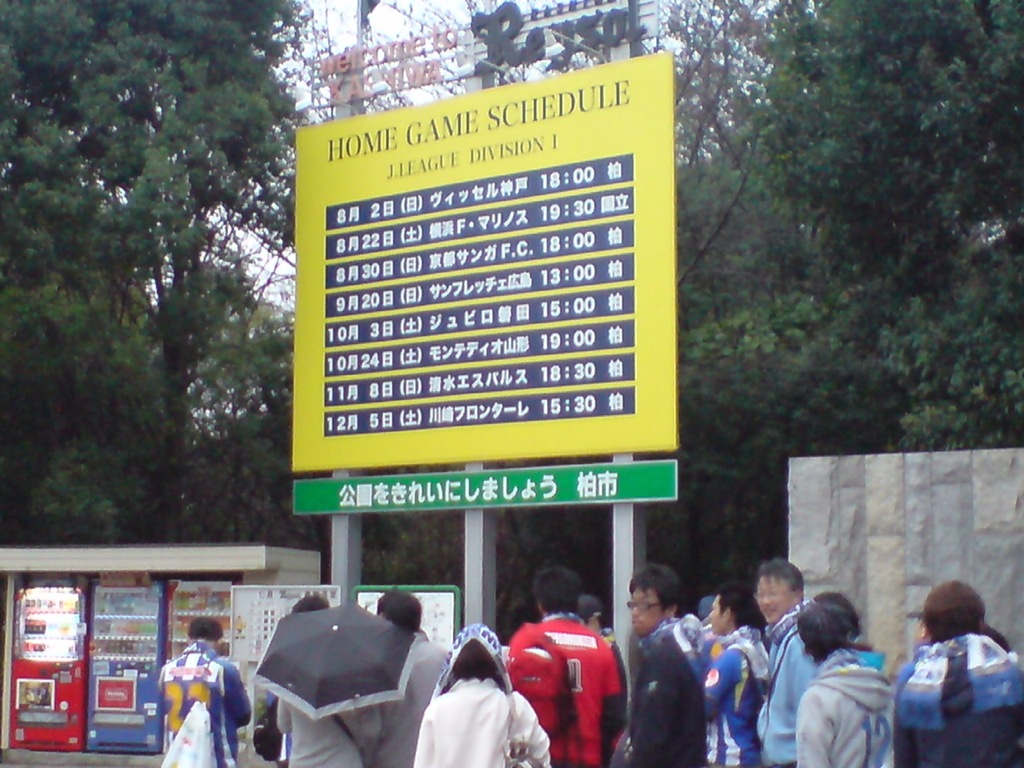 welcome to
KASHIWA
Reysol
HOME GAME SCHEDULE
J.LEAGUE DIVISION 1
8月 2日(日) ヴィッセル神戸 18:00 柏
8月22日(土) 横浜F・マリノス 19:30 国立
8月30日(日) 京都サンガF.C. 18:00 柏
9月20日(日) サンフレッチェ広島 13:00 柏
10月 3日(土) ジュビロ磐田 15:00 柏
10月24日(土) モンテディオ山形 19:00 柏
11月 8日(日) 清水エスパルス 18:30 柏
12月 5日(土) 川崎フロンターレ 15:30 柏
公園をきれいにしましょう 柏市
22
12